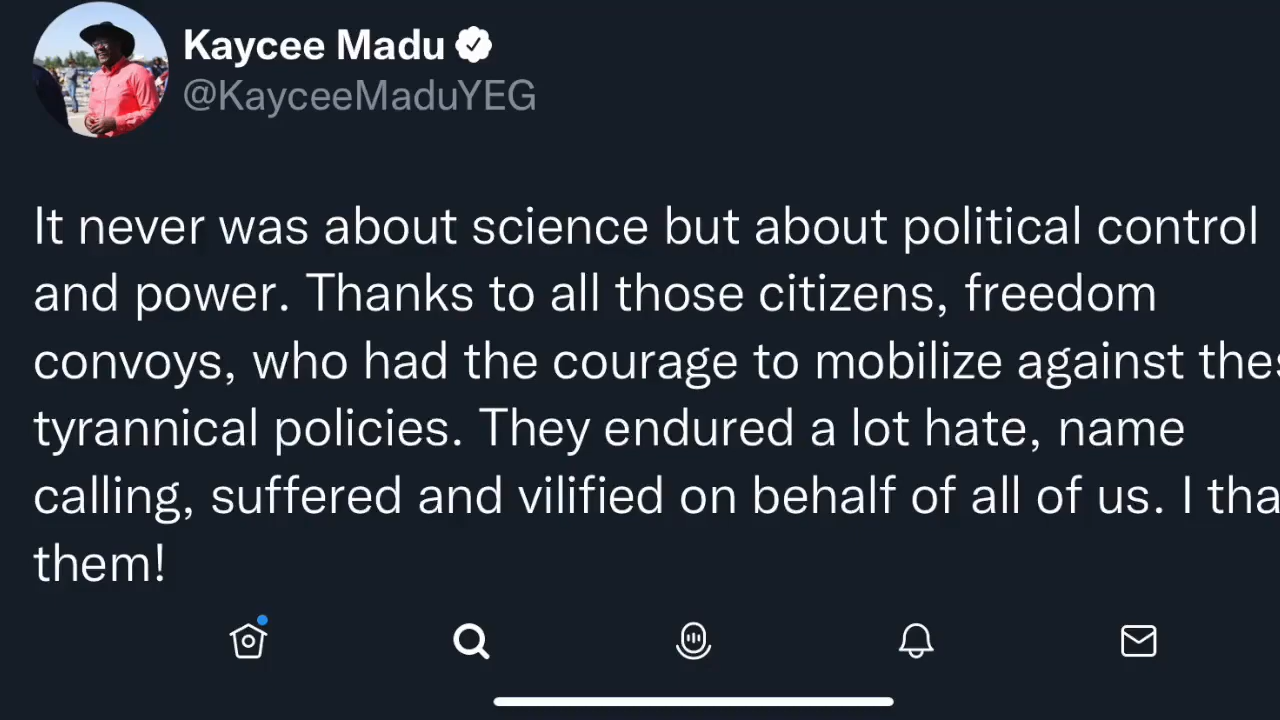 Kaycee Madu
@KayceeMaduYEG
It never was about science but about political control
and power. Thanks to all those citizens, freedom
convoys, who had the courage to mobilize against
tyrannical policies. They endured a lot hate, name
calling, suffered and vilified on behalf of all of us. I
them!